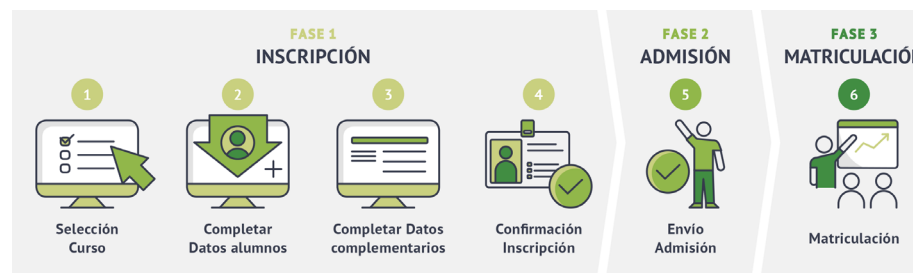 FASE 1
INSCRIPCIÓN
1
2
3
4
Selección
Curso
Completar
Datos alumnos
Completar Datos
complementarios
Confirmación
Inscripción
FASE 2
ADMISIÓN
5
Envío
Admisión
FASE 3
MATRICULACIÓN
6
Matriculación